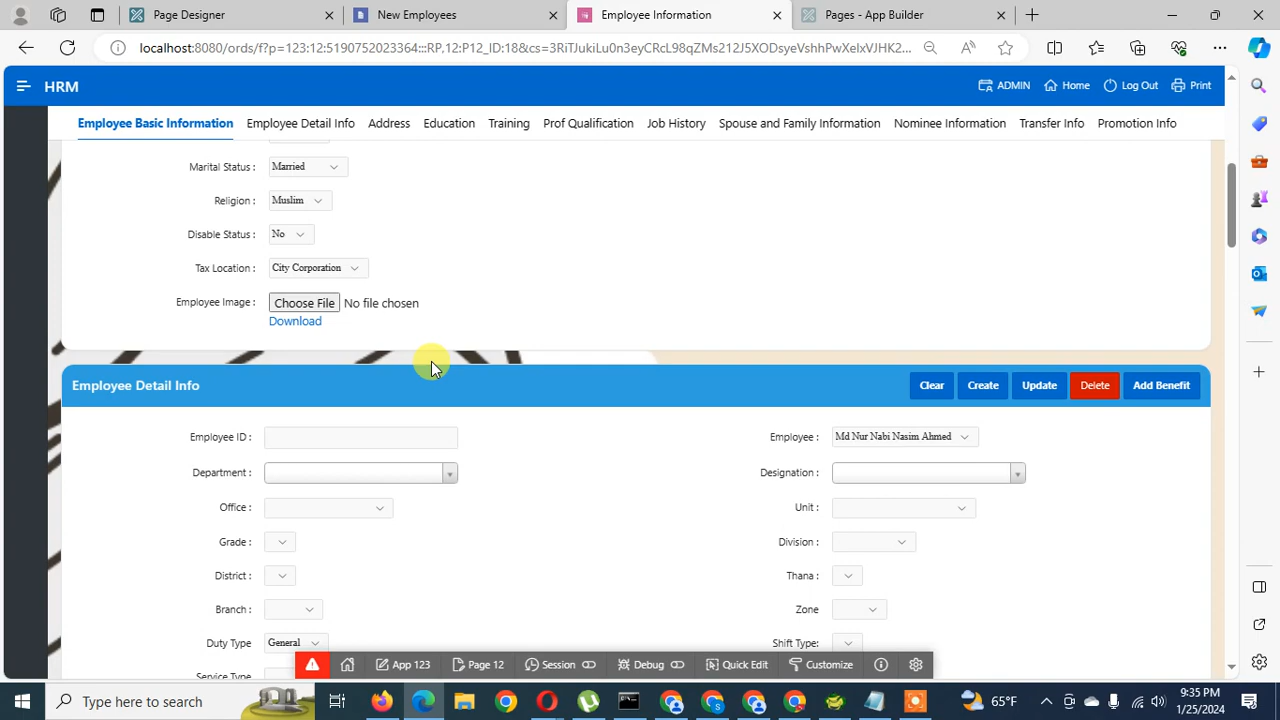 Page Designer
New Employees
Employee Information
Pages - App Builder
localhost:8080/ords/f?p=123:12:5190752023364:::RP,12:P12_ID:18&cs=3RiTJukiLu0n3eyCRcL98qZMs212J5XODsyeVshhPwXelxVJHK2...
HRM
ADMIN
Home
Log Out
Print
Employee Basic Information
Employee Detail Info
Address
Education
Training
Prof Qualification
Job History
Spouse and Family Information
Nominee Information
Transfer Info
Promotion Info
Marital Status : Married
Religion : Muslim
Disable Status : No
Tax Location : City Corporation
Employee Image : Choose File No file chosen
Download
Employee Detail Info
Clear
Create
Update
Delete
Add Benefit
Employee ID :
Employee : Md Nur Nabi Nasim Ahmed
Department :
Designation :
Office :
Unit :
Grade :
Division :
District :
Thana :
Branch :
Zone
Duty Type General
Shift Type:
Service Type
App 123
Page 12
Session
Debug
Quick Edit
Customize
Type here to search
65°F
9:35 PM
1/25/2024